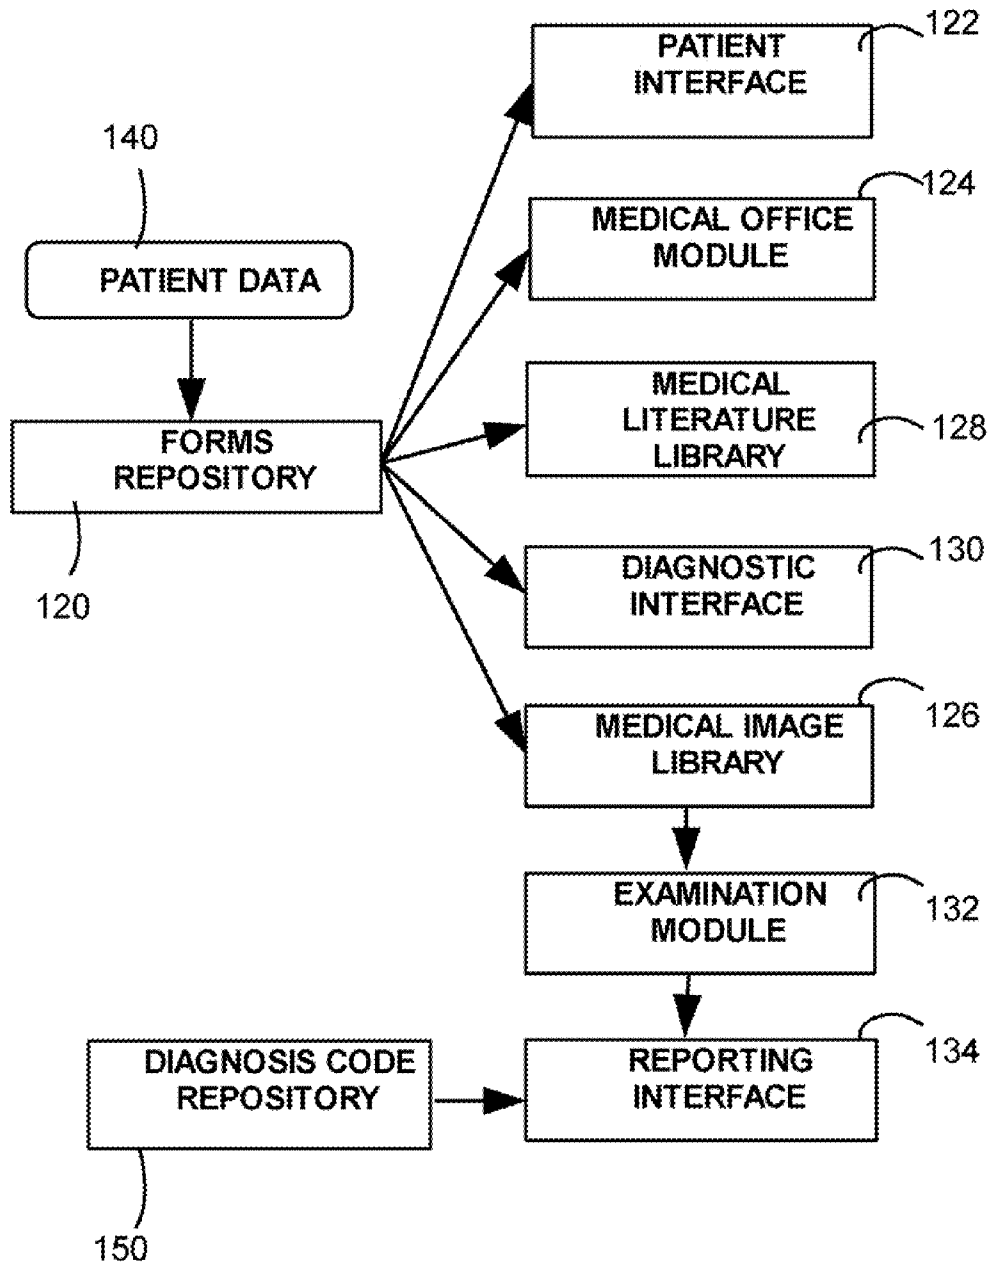 122
PATIENT
INTERFACE
140
124
MEDICAL OFFICE
MODULE
PATIENT DATA
MEDICAL
LITERATURE
LIBRARY
128
FORMS
REPOSITORY
120
130
DIAGNOSTIC
INTERFACE
126
MEDICAL IMAGE
LIBRARY
EXAMINATION
MODULE
132
134
REPORTING
INTERFACE
DIAGNOSIS CODE
REPOSITORY
150